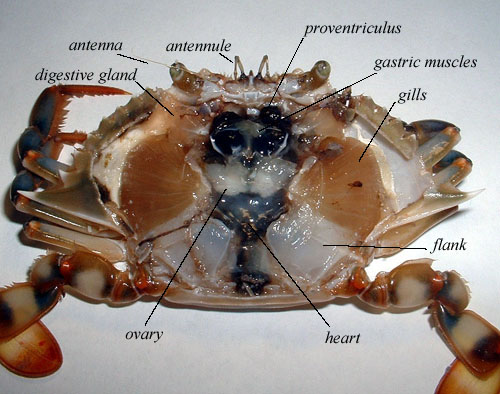 proventriculus
antenna
antennule
gastric muscles
digestive gland
gills
flank
ovary
heart